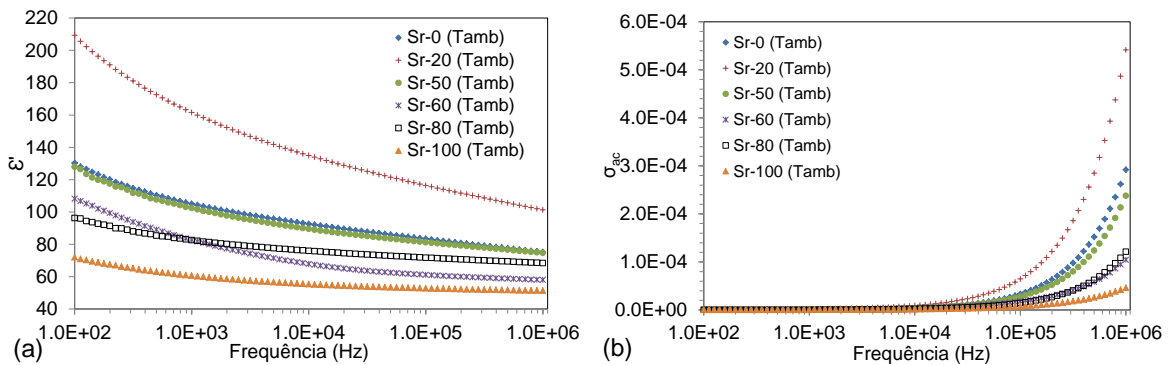 220
200
180
160
140
120
100
80
60
40
ε'
1.0E+02
1.0E+03
1.0E+04
1.0E+05
1.0E+06
Frequência (Hz)
Sr-0 (Tamb)
Sr-20 (Tamb)
Sr-50 (Tamb)
Sr-60 (Tamb)
Sr-80 (Tamb)
Sr-100 (Tamb)
(a)
6.0E-04
5.0E-04
4.0E-04
3.0E-04
2.0E-04
1.0E-04
0.0E+00
σac
1.0E+02
1.0E+03
1.0E+04
1.0E+05
1.0E+06
Frequência (Hz)
Sr-0 (Tamb)
Sr-20 (Tamb)
Sr-50 (Tamb)
Sr-60 (Tamb)
Sr-80 (Tamb)
Sr-100 (Tamb)
(b)